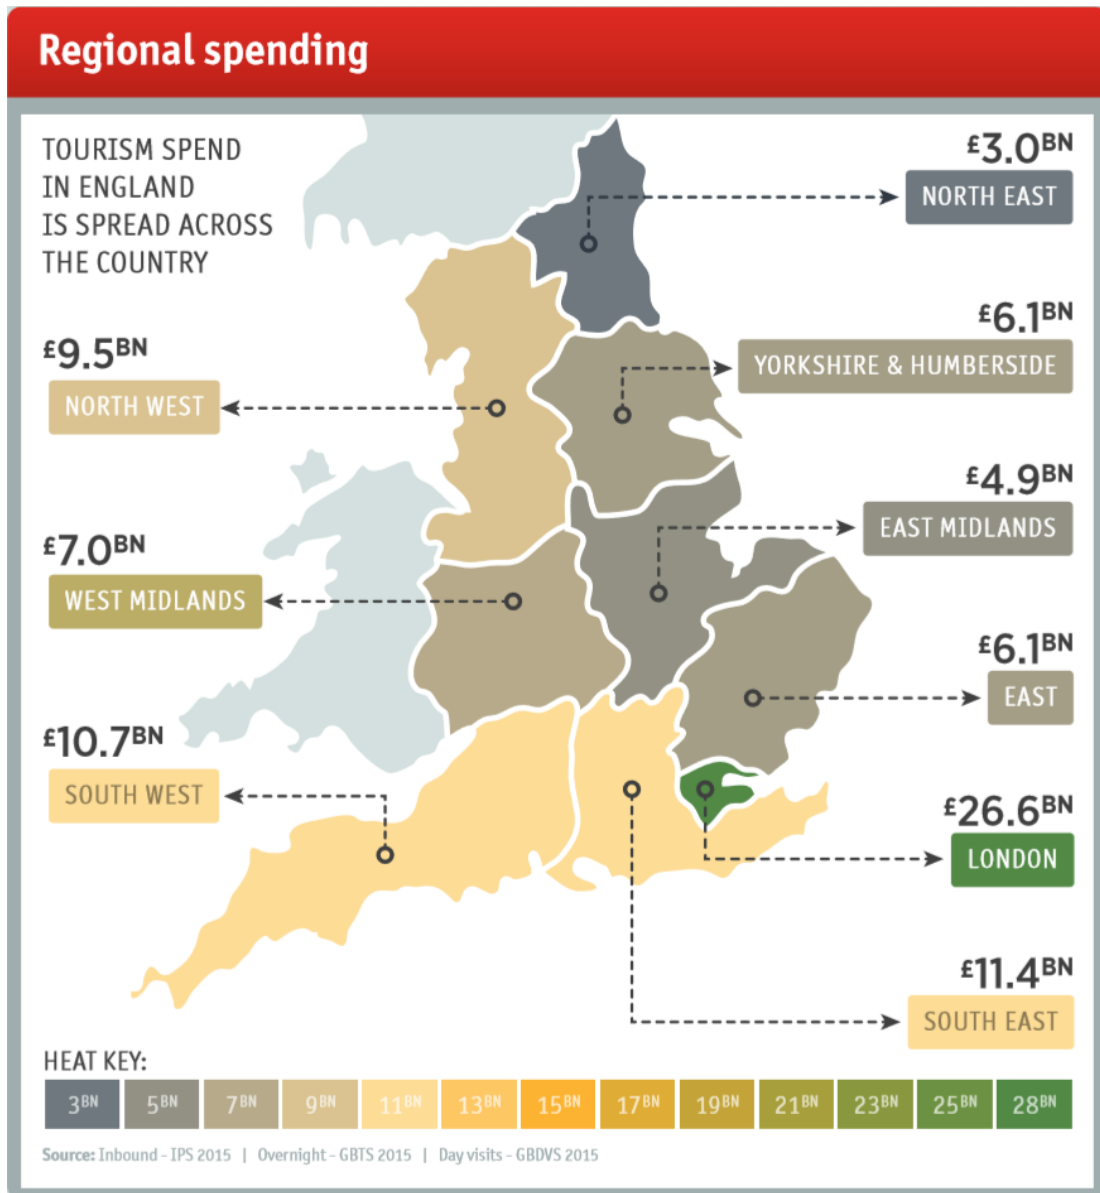 Regional spending
TOURISM SPEND
IN ENGLAND
IS SPREAD ACROSS
THE COUNTRY
£3.0BN
NORTH EAST
£6.1BN
YORKSHIRE & HUMBERSIDE
£9.5BN
NORTH WEST
£4.9BN
EAST MIDLANDS
£7.0BN
WEST MIDLANDS
£6.1BN
EAST
£10.7BN
SOUTH WEST
£26.6BN
LONDON
£11.4BN
SOUTH EAST
HEAT KEY:
3BN 5BN 7BN 9BN 11BN 13BN 15BN 17BN 19BN 21BN 23BN 25BN 28BN
Source: Inbound - IPS 2015 | Overnight - GBTS 2015 | Day visits - GBDVS 2015